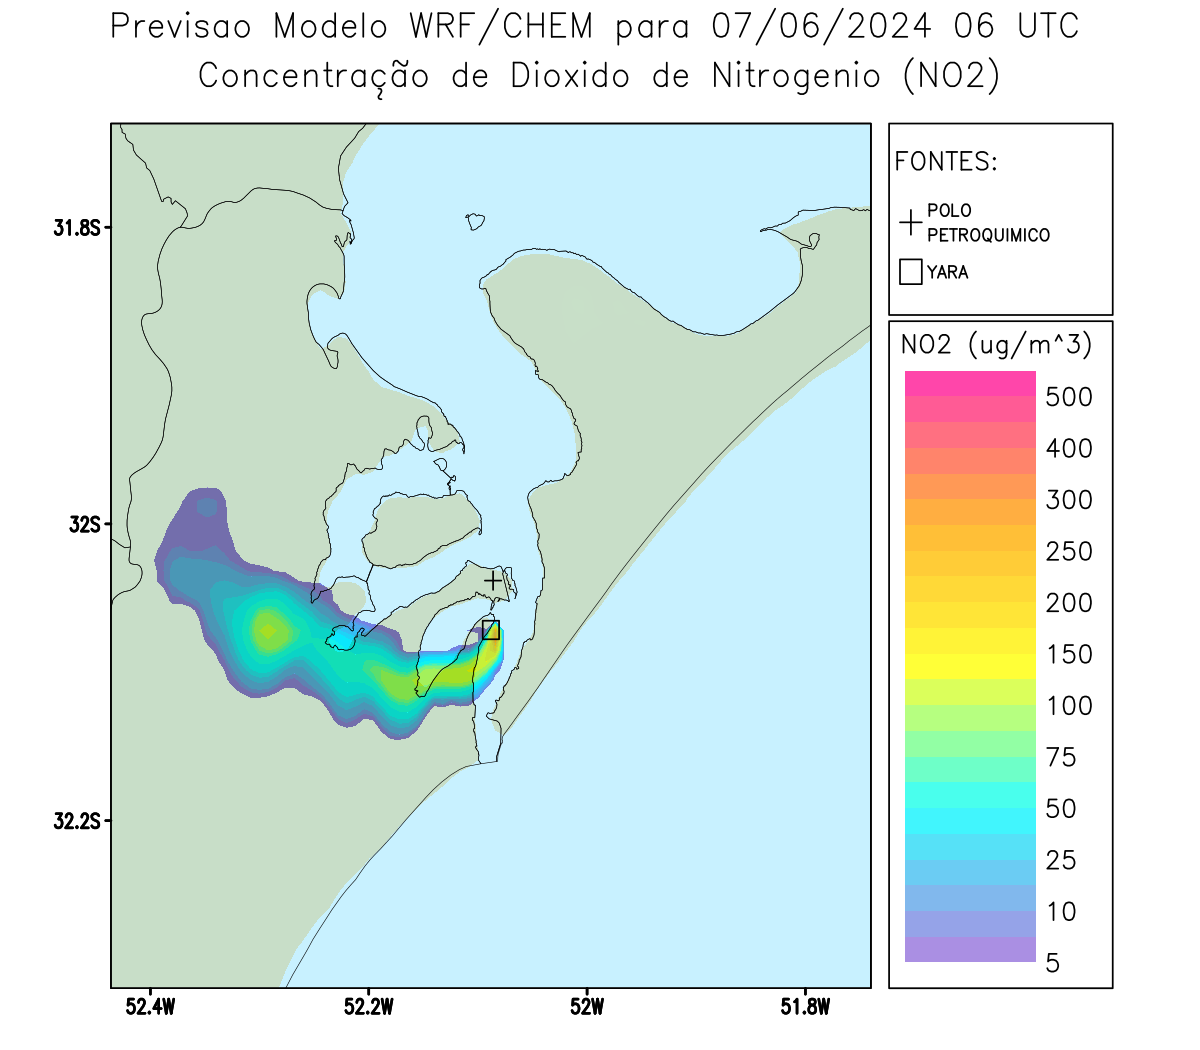 Previsao Modelo WRF/CHEM para 07/06/2024 06 UTC
Concentração de Dioxido de Nitrogenio (NO2)
FONTES:
POLO
PETROQUIMICO
YARA
NO2 (ug/m^3)
500
400
300
250
200
150
100
75
50
25
10
5
31.8S
32S
32.2S
52.4W
52.2W
52W
51.8W